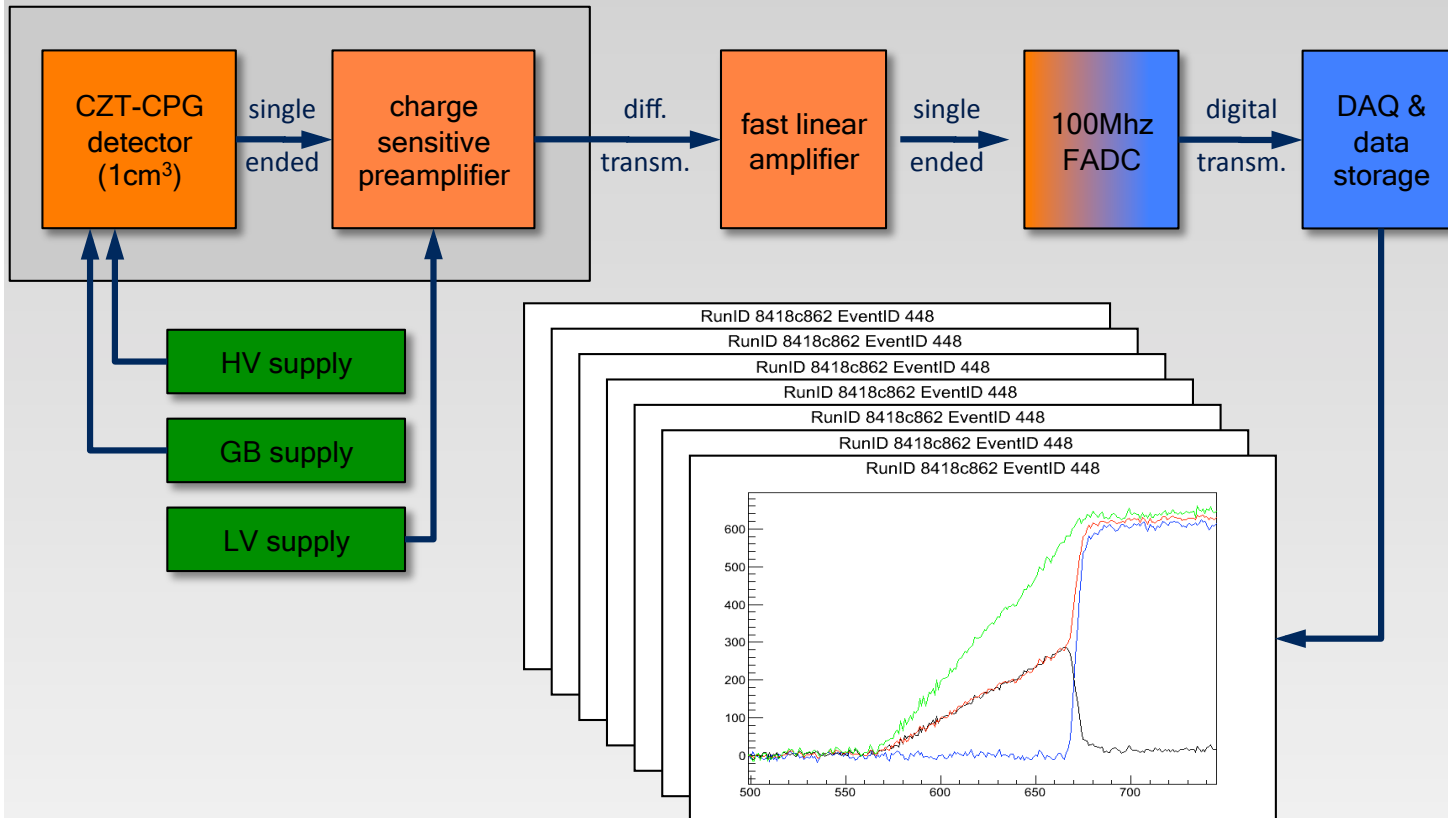 CZT-CPG
detector
(1cm³)
single
ended
charge
sensitive
preamplifier
diff.
transm.
fast linear
amplifier
single
ended
100Mhz
FADC
digital
transm.
DAQ &
data
storage
HV supply
GB supply
LV supply
RunID 8418c862 EventID 448
RunID 8418c862 EventID 448
RunID 8418c862 EventID 448
RunID 8418c862 EventID 448
RunID 8418c862 EventID 448
RunID 8418c862 EventID 448
RunID 8418c862 EventID 448
600
500
400
300
200
100
0
500 550 600 650 700